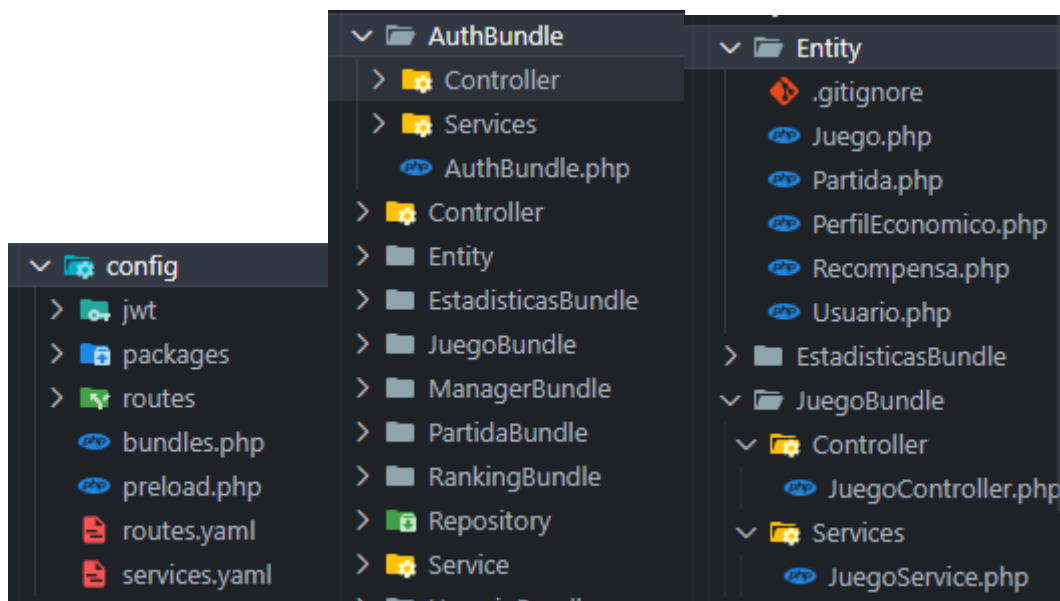 config
jwt
packages
routes
bundles.php
preload.php
routes.yaml
services.yaml
AuthBundle
Controller
Services
AuthBundle.php
Controller
Entity
EstadisticasBundle
JuegoBundle
ManagerBundle
PartidaBundle
RankingBundle
Repository
Service
Entity
.gitignore
Juego.php
Partida.php
PerfilEconomico.php
Recompensa.php
Usuario.php
EstadisticasBundle
JuegoBundle
Controller
JuegoController.php
Services
JuegoService.php